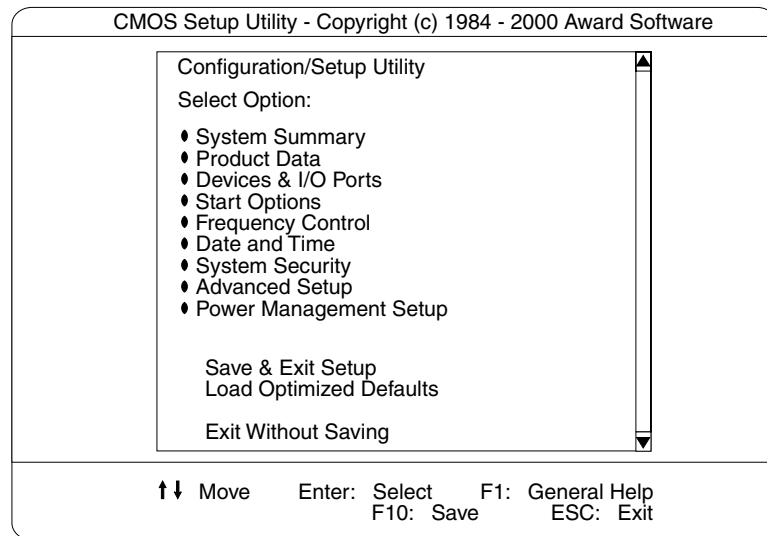 CMOS Setup Utility - Copyright (c) 1984 - 2000 Award Software
Configuration/Setup Utility
Select Option:
System Summary
Product Data
Devices & I/O Ports
Start Options
Frequency Control
Date and Time
System Security
Advanced Setup
Power Management Setup
Save & Exit Setup
Load Optimized Defaults
Exit Without Saving
Move Enter: Select F1: General Help
F10: Save ESC: Exit